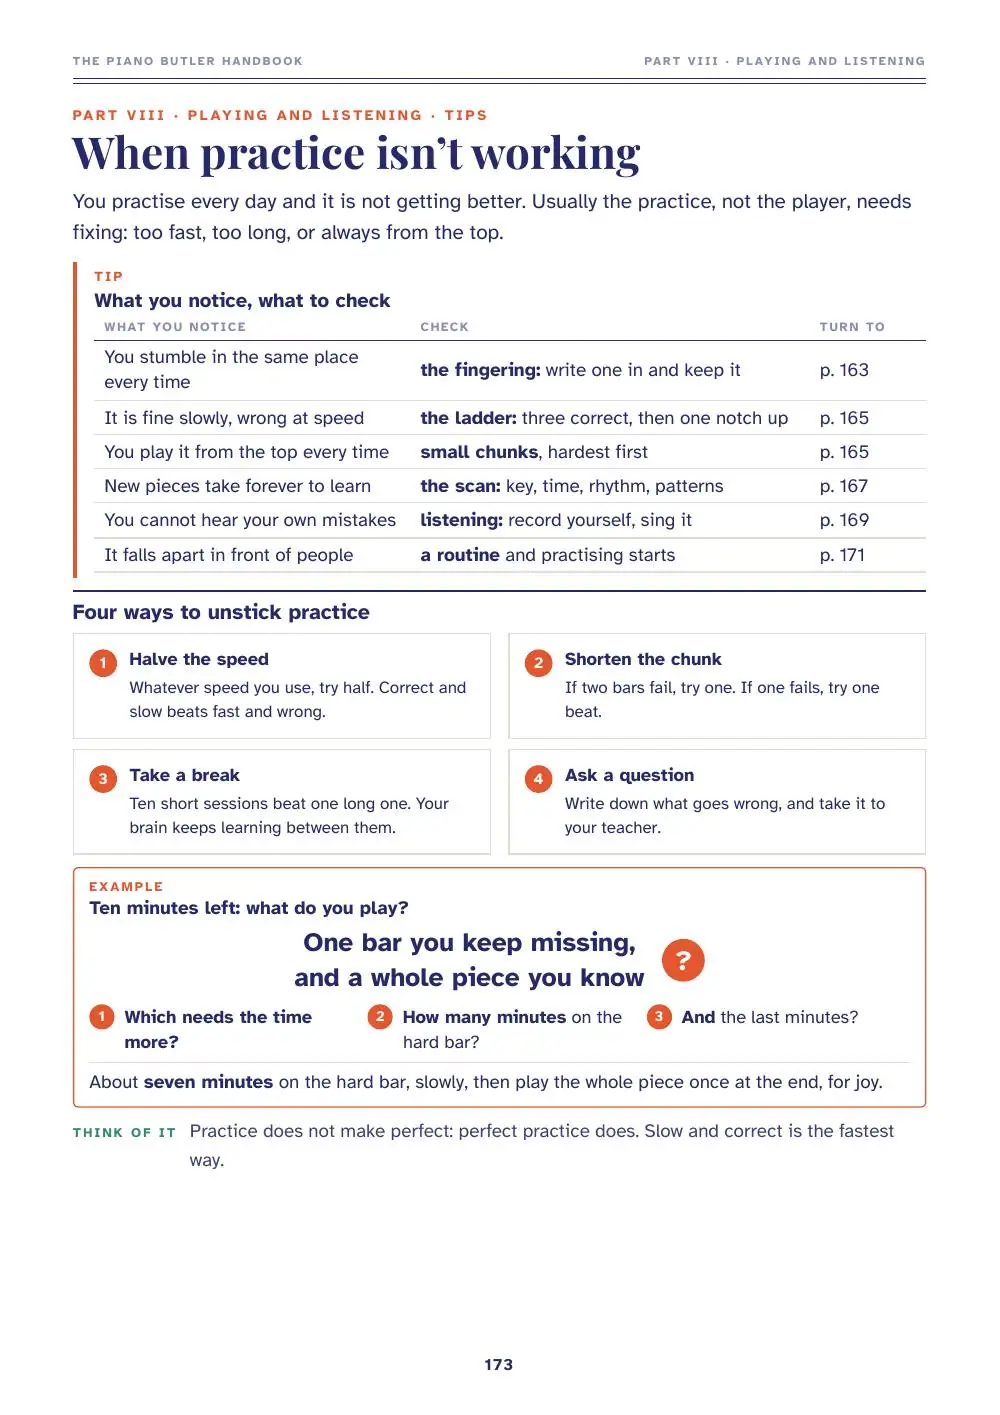 THE PIANO BUTLER HANDBOOK
PART VIII · PLAYING AND LISTENING
PART VIII · PLAYING AND LISTENING · TIPS
When practice isn’t working
You practise every day and it is not getting better. Usually the practice, not the player, needs
fixing: too fast, too long, or always from the top.
TIP
What you notice, what to check
WHAT YOU NOTICE CHECK TURN TO
You stumble in the same place
every time
the fingering: write one in and keep it p. 163
It is fine slowly, wrong at speed the ladder: three correct, then one notch up p. 165
You play it from the top every time small chunks, hardest first p. 165
New pieces take forever to learn the scan: key, time, rhythm, patterns p. 167
You cannot hear your own mistakes listening: record yourself, sing it p. 169
It falls apart in front of people a routine and practising starts p. 171
Four ways to unstick practice
1 Halve the speed
Whatever speed you use, try half. Correct and
slow beats fast and wrong.
2 Shorten the chunk
If two bars fail, try one. If one fails, try one
beat.
3 Take a break
Ten short sessions beat one long one. Your
brain keeps learning between them.
4 Ask a question
Write down what goes wrong, and take it to
your teacher.
EXAMPLE
Ten minutes left: what do you play?
One bar you keep missing,
and a whole piece you know
?
1 Which needs the time
more?
2 How many minutes on the
hard bar?
3 And the last minutes?
About seven minutes on the hard bar, slowly, then play the whole piece once at the end, for joy.
THINK OF IT Practice does not make perfect: perfect practice does. Slow and correct is the fastest
way.
173